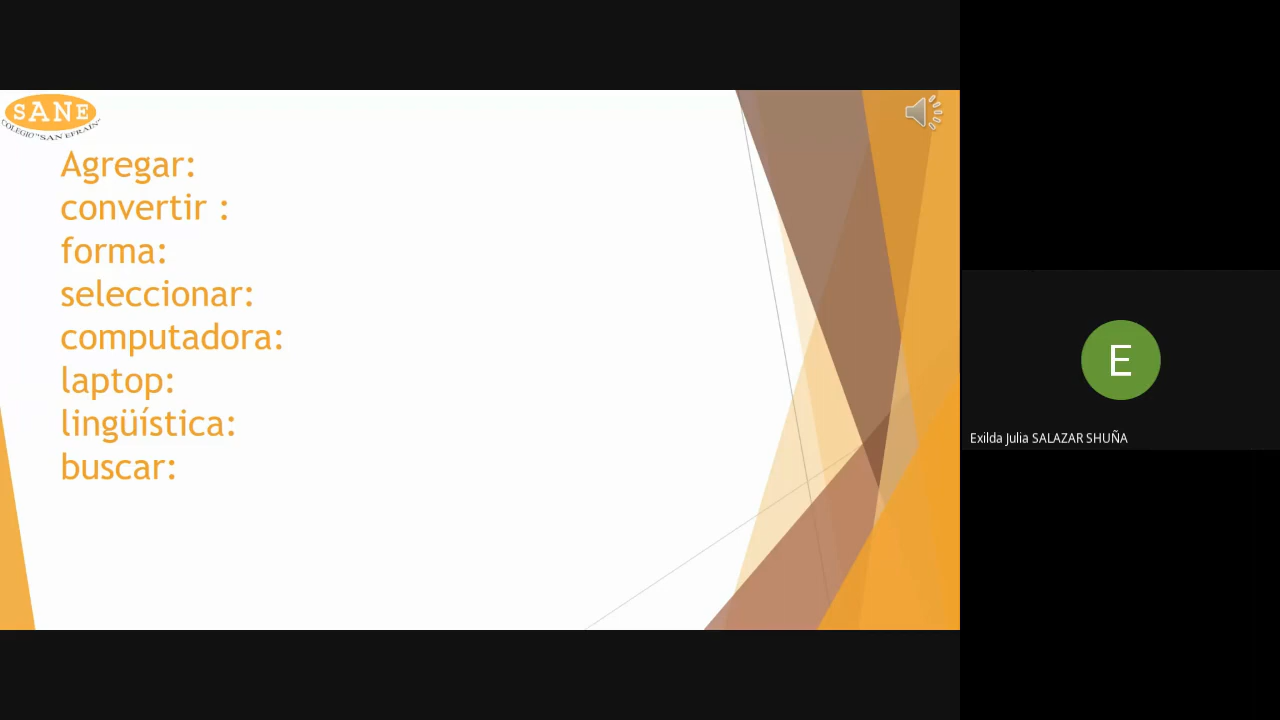 SANE
COLEGIO "SAN EFRAIN"
Agregar:
convertir :
forma:
seleccionar:
computadora:
laptop:
lingüística:
buscar:
E
Exilda Julia SALAZAR SHUÑA